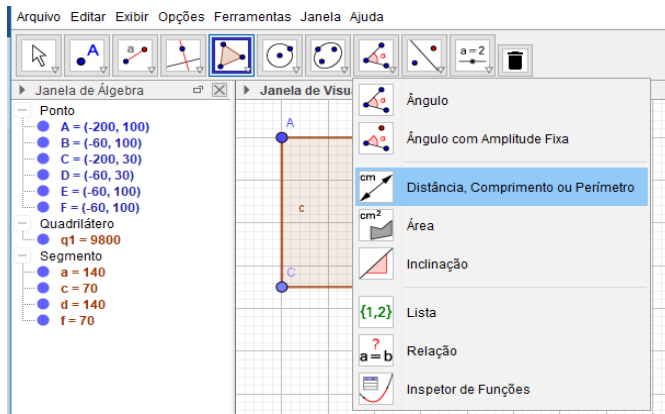 Arquivo Editar Exibir Opções Ferramentas Janela Ajuda
A
a
α
a=2
Janela de Álgebra
Ponto
A = (-200, 100)
B = (-60, 100)
C = (-200, 30)
D = (-60, 30)
E = (-60, 100)
F = (-60, 100)
Quadrilátero
q1 = 9800
Segmento
a = 140
c = 70
d = 140
f = 70
Janela de Visu
A
c
C
α Ângulo
α Ângulo com Amplitude Fixa
cm Distância, Comprimento ou Perímetro
cm² Área
Inclinação
{1,2} Lista
? a=b Relação
Inspetor de Funções